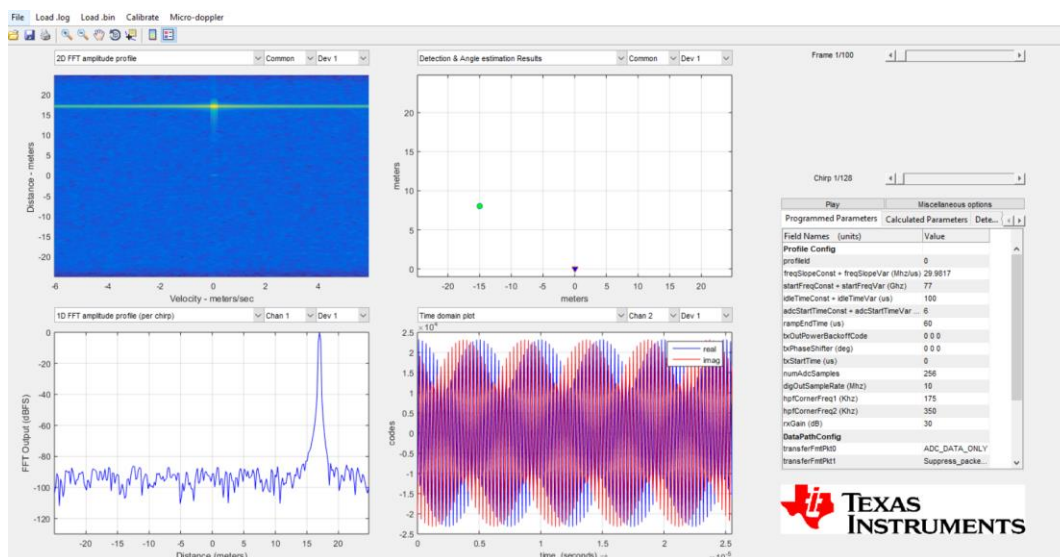 File Load .log Load .bin Calibrate Micro-doppler
2D FFT amplitude profile Common Dev 1
20
15
10
5
0
-5
-10
-15
-20
Distance - meters
-6 -4 -2 0 2 4
Velocity - meters/sec
Detection & Angle estimation Results Common Dev 1
20
15
10
5
0
meters
-20 -15 -10 -5 0 5 10 15 20
meters
Frame 1/100
Chirp 1/128
1D FFT amplitude profile (per chirp) Chan 1 Dev 1
0
-20
-40
-60
-80
-100
-120
FFT Output (dBFS)
-20 -10 0 10 20
Distance (meters)
Time domain plot Chan 2 Dev 1
2.5
2
1.5
1
0.5
0
-0.5
-1
-1.5
-2
-2.5
codes
real
imag
0 0.5 1 1.5 2 2.5
time (seconds)
Play Miscellaneous options
Programmed Parameters Calculated Parameters Dete...
Field Names (units) Value
Profile Config
profileId 0
freqSlopeConst + freqSlopeVar (Mhz/us) 29.9817
startFreqConst + startFreqVar (Ghz) 77
idleTimeConst + idleTimeVar (us) 100
adcStartTimeConst + adcStartTimeVar ... 6
rampEndTime (us) 60
txOutPowerBackoffCode 0 0 0
txPhaseShifter (deg) 0 0 0
txStartTime (us) 0
numAdcSamples 256
digOutSampleRate (Mhz) 10
hpfCornerFreq1 (Khz) 175
hpfCornerFreq2 (Khz) 350
rxGain (dB) 30
DataPathConfig
transferFmtPkt0 ADC_DATA_ONLY
transferFmtPkt1 Suppress_packe...
TEXAS
INSTRUMENTS